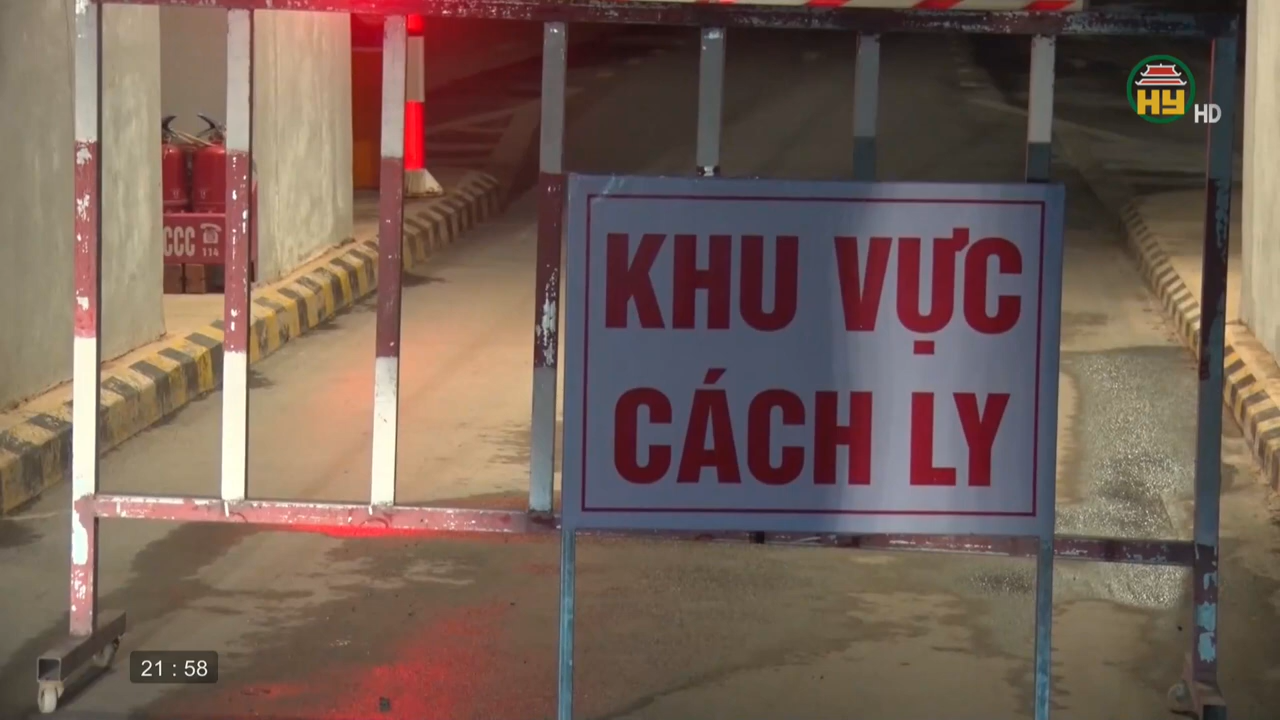 HY HD
CCC
114
KHU VỰC
CÁCH LY
21 : 58